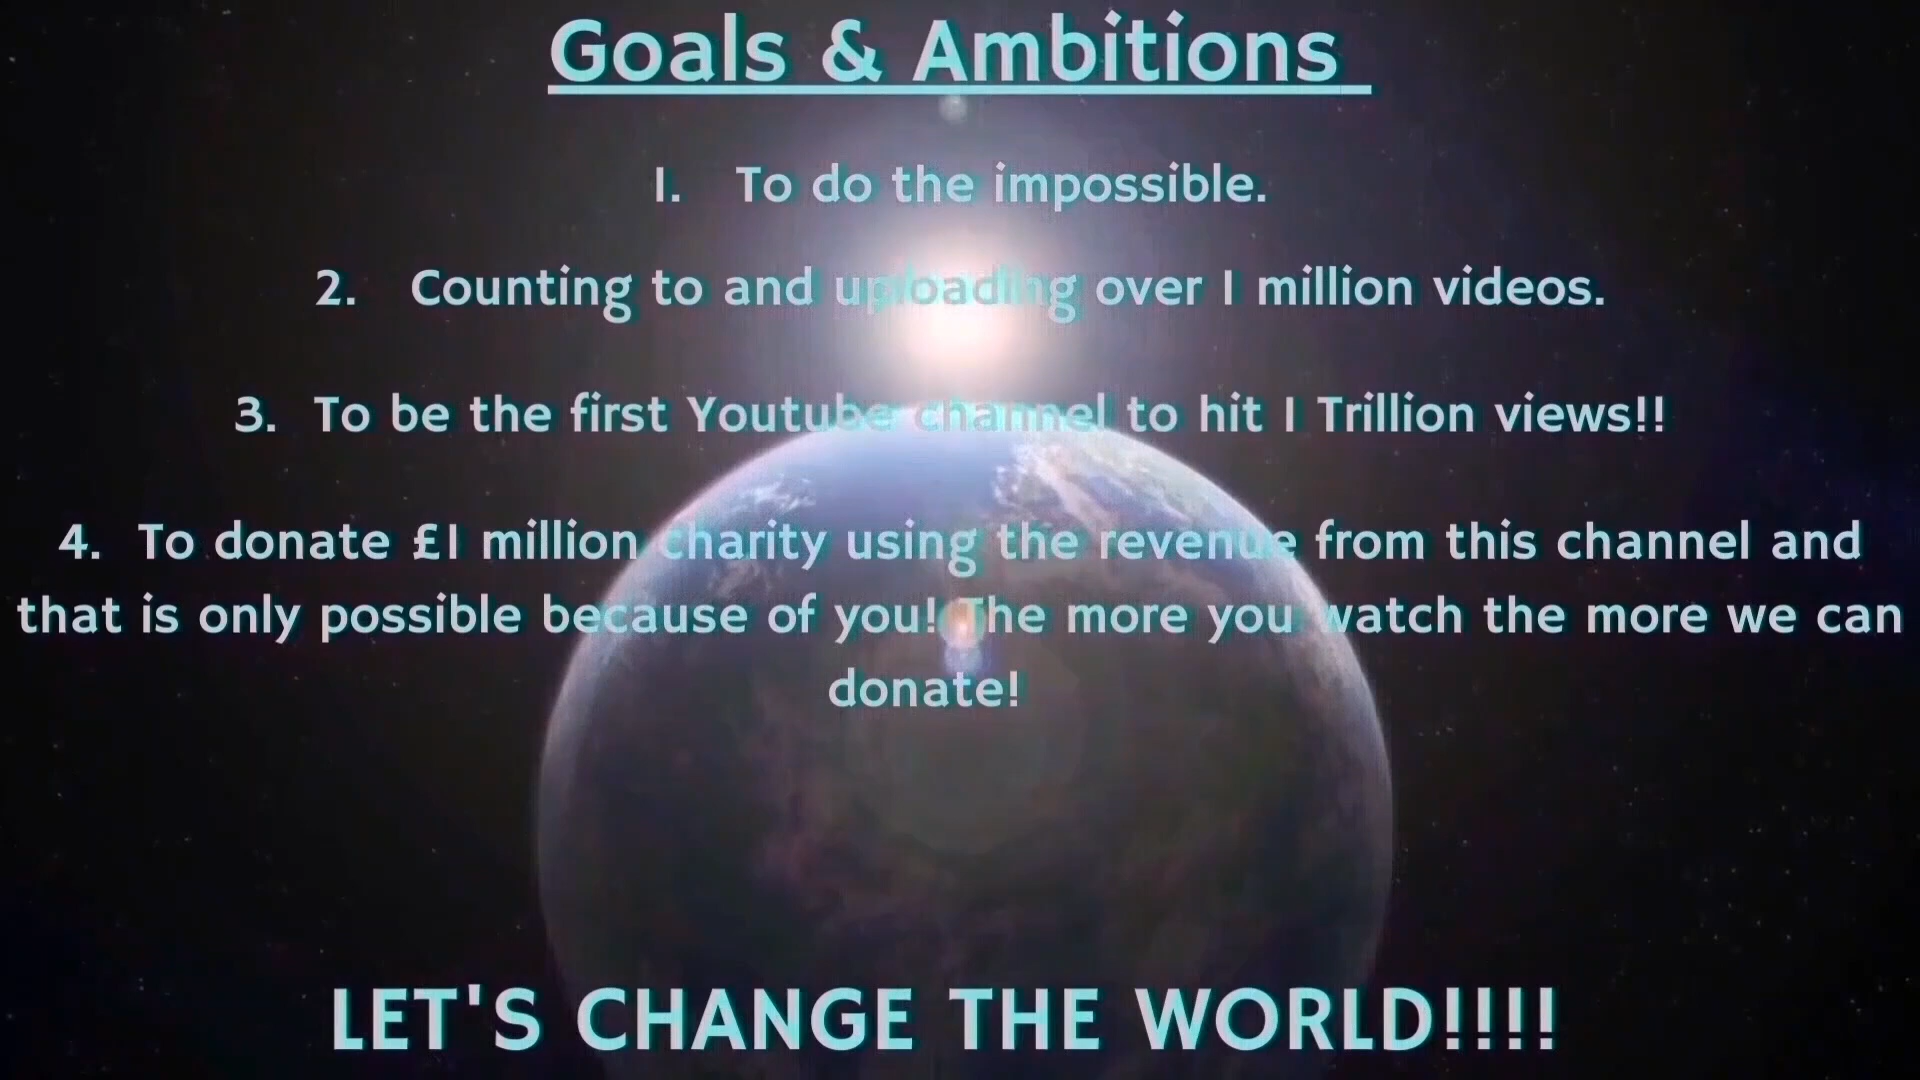 Goals & Ambitions
1. To do the impossible.
2. Counting to and uploading over 1 million videos.
3. To be the first Youtube channel to hit 1 Trillion views!!
4. To donate £1 million charity using the revenue from this channel and
that is only possible because of you! The more you watch the more we can
donate!
LET'S CHANGE THE WORLD!!!!